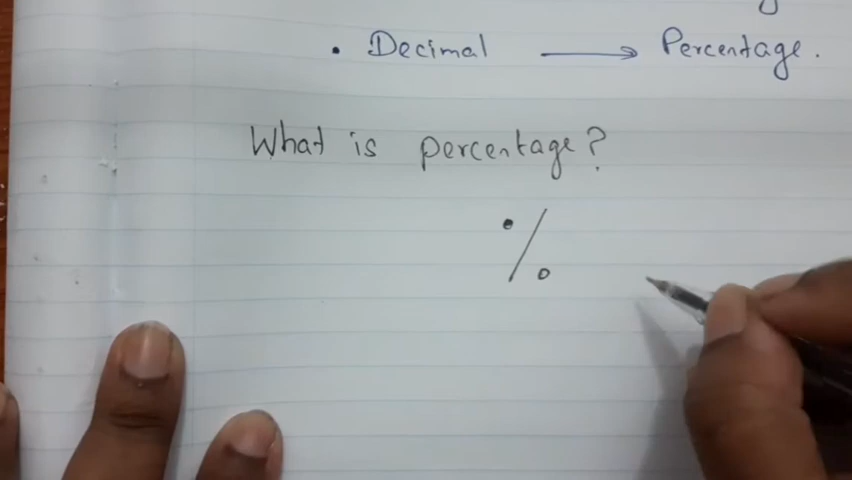 • Decimal → Percentage.
What is percentage?
%